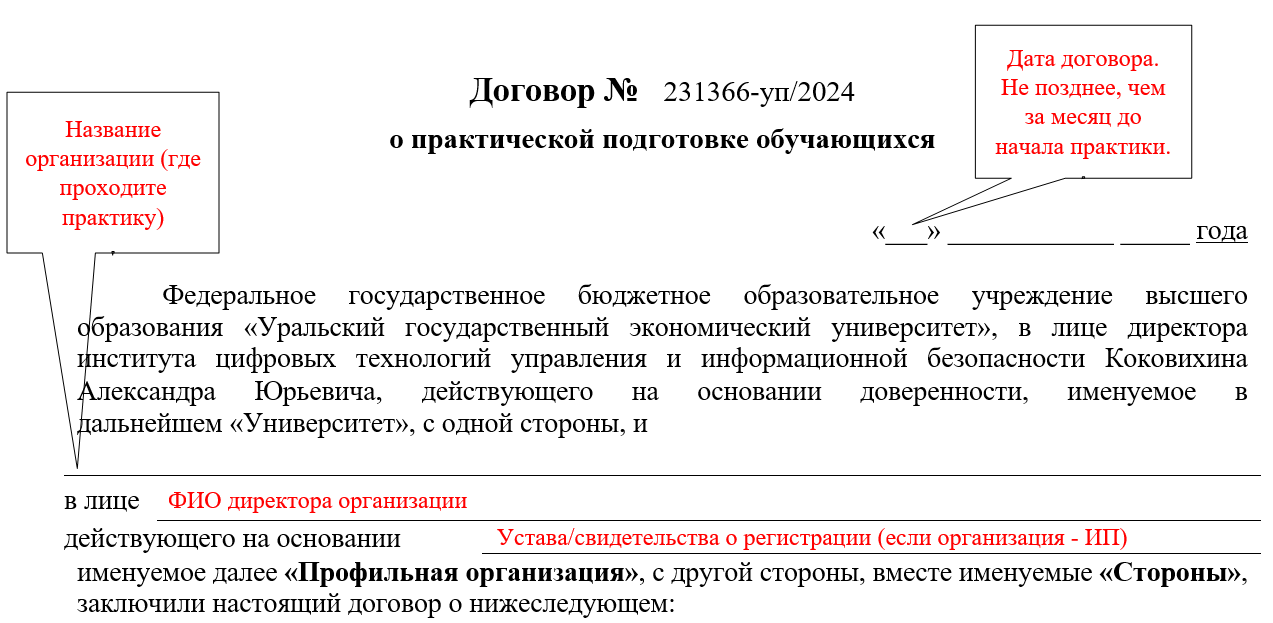 Дата договора.
Не позднее, чем
за месяц до
начала практики.
Договор № 231366-уп/2024
о практической подготовке обучающихся
Название
организации (где
проходите
практику)
«___» ____________ _____ года
Федеральное государственное бюджетное образовательное учреждение высшего
образования «Уральский государственный экономический университет», в лице директора
института цифровых технологий управления и информационной безопасности Коковихина
Александра Юрьевича, действующего на основании доверенности, именуемое в
дальнейшем «Университет», с одной стороны, и
в лице ФИО директора организации
действующего на основании Устава/свидетельства о регистрации (если организация - ИП)
именуемое далее «Профильная организация», с другой стороны, вместе именуемые «Стороны»,
заключили настоящий договор о нижеследующем: